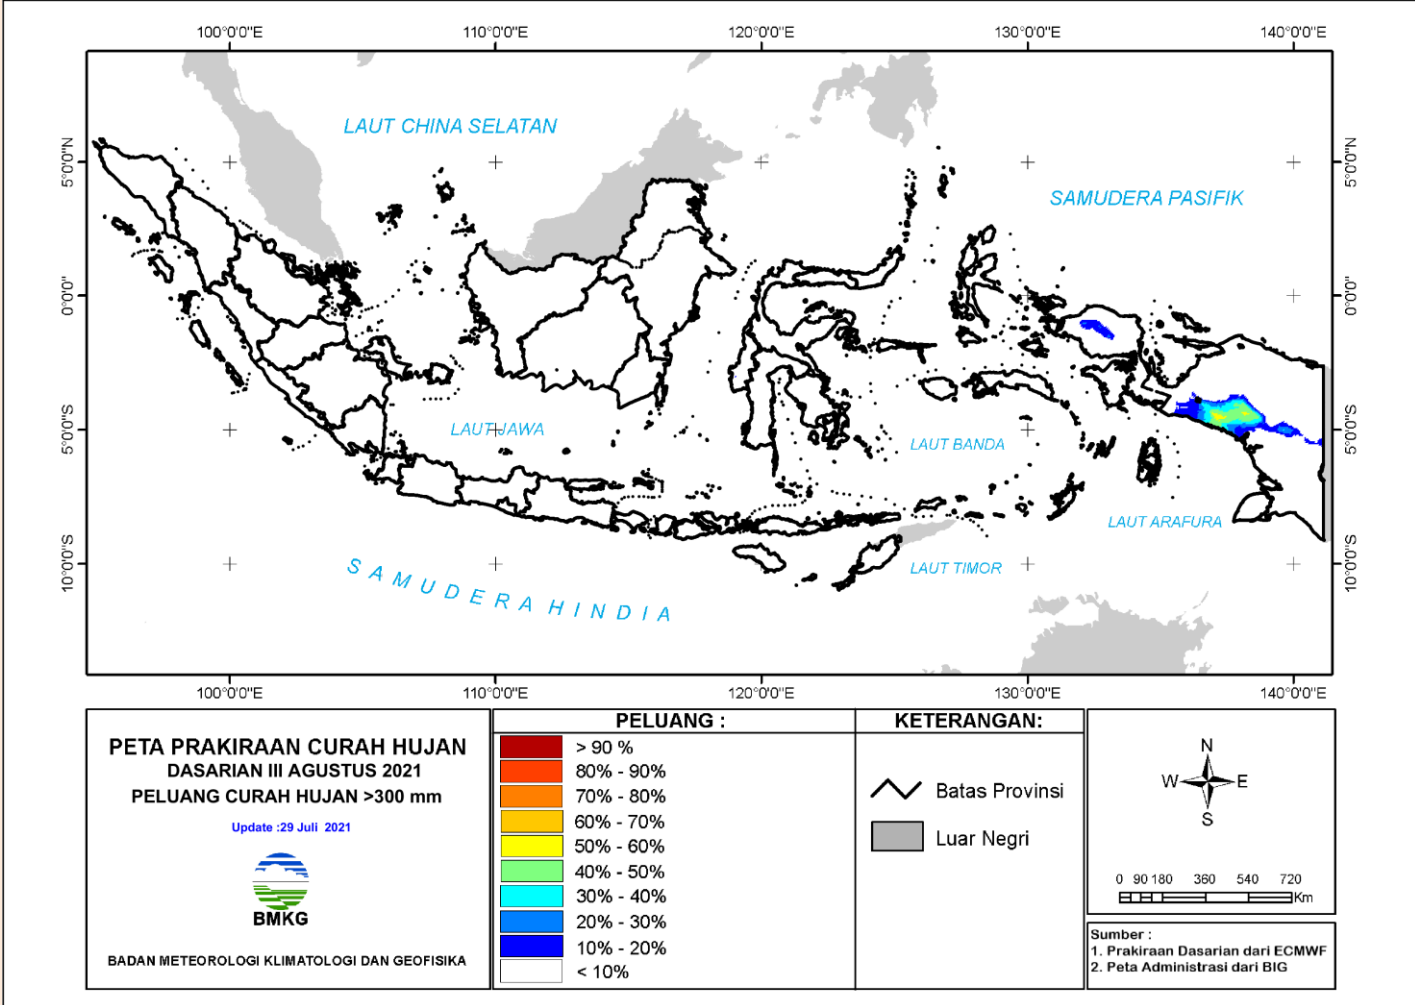 100°0'0"E 110°0'0"E 120°0'0"E 130°0'0"E 140°0'0"E
LAUT CHINA SELATAN
SAMUDERA PASIFIK
5°0'0"N 5°0'0"N
0°0'0" 0°0'0"
5°0'0"S 5°0'0"S
10°0'0"S 10°0'0"S
LAUT JAWA
LAUT BANDA
LAUT ARAFURA
LAUT TIMOR
SAMUDERA HINDIA
100°0'0"E 110°0'0"E 120°0'0"E 130°0'0"E 140°0'0"E
PETA PRAKIRAAN CURAH HUJAN
DASARIAN III AGUSTUS 2021
PELUANG CURAH HUJAN >300 mm
Update :29 Juli 2021
BMKG
BADAN METEOROLOGI KLIMATOLOGI DAN GEOFISIKA
PELUANG :
> 90 %
80% - 90%
70% - 80%
60% - 70%
50% - 60%
40% - 50%
30% - 40%
20% - 30%
10% - 20%
< 10%
KETERANGAN:
Batas Provinsi
Luar Negri
N
W E
S
0 90 180 360 540 720
Km
Sumber :
1. Prakiraan Dasarian dari ECMWF
2. Peta Administrasi dari BIG